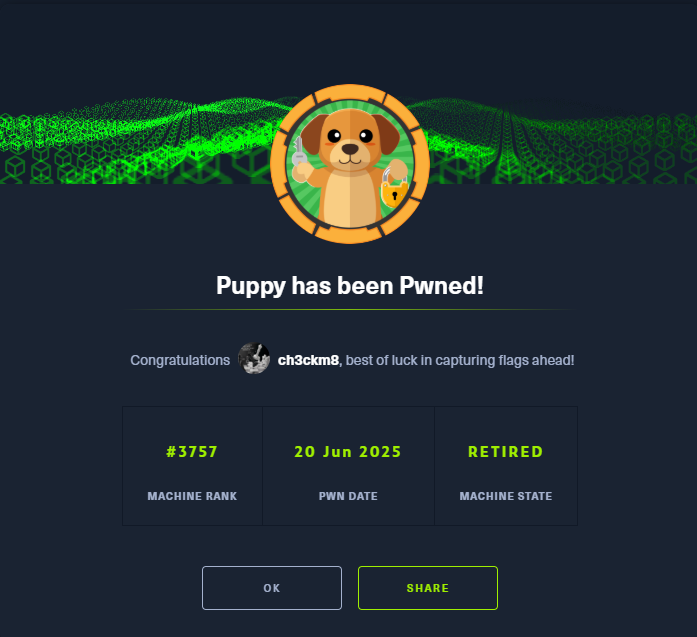 Puppy has been Pwned!
Congratulations ch3ckm8, best of luck in capturing flags ahead!
#3757 20 Jun 2025 RETIRED
MACHINE RANK PWN DATE MACHINE STATE
OK SHARE